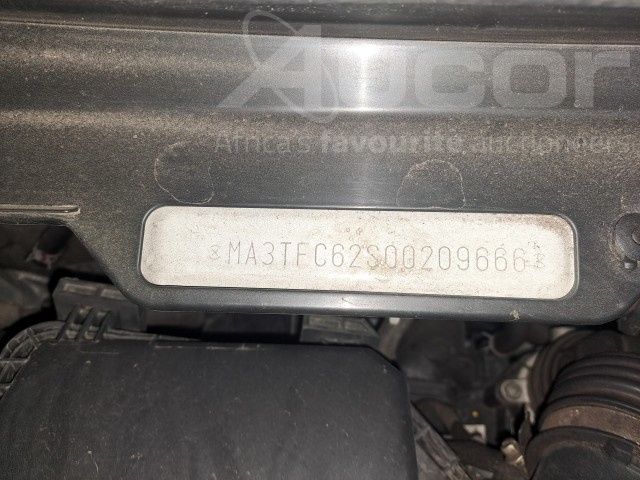 Aucor
Africa's favourite auctioneers
MA3TFC62S00209666